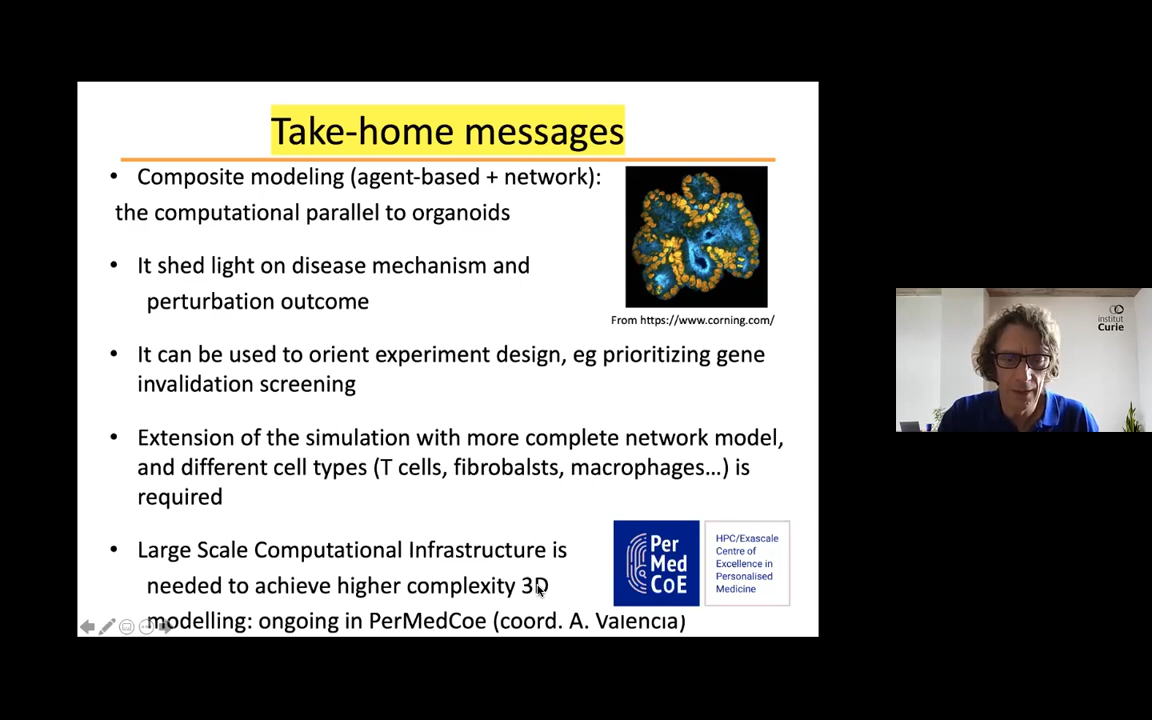 Take-home messages
• Composite modeling (agent-based + network):
the computational parallel to organoids
• It shed light on disease mechanism and
perturbation outcome
From https://www.corning.com/
• It can be used to orient experiment design, eg prioritizing gene
invalidation screening
• Extension of the simulation with more complete network model,
and different cell types (T cells, fibrobalsts, macrophages...) is
required
• Large Scale Computational Infrastructure is
needed to achieve higher complexity 3D
modelling: ongoing in PerMedCoe (coord. A. Valencia)
Per
Med
CoE
HPC/Exascale
Centre of
Excellence in
Personalised
Medicine
institut
Curie